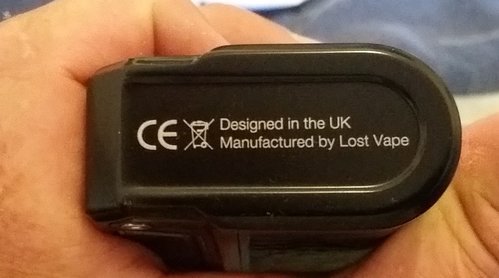 CE Designed in the UK
Manufactured by Lost Vape